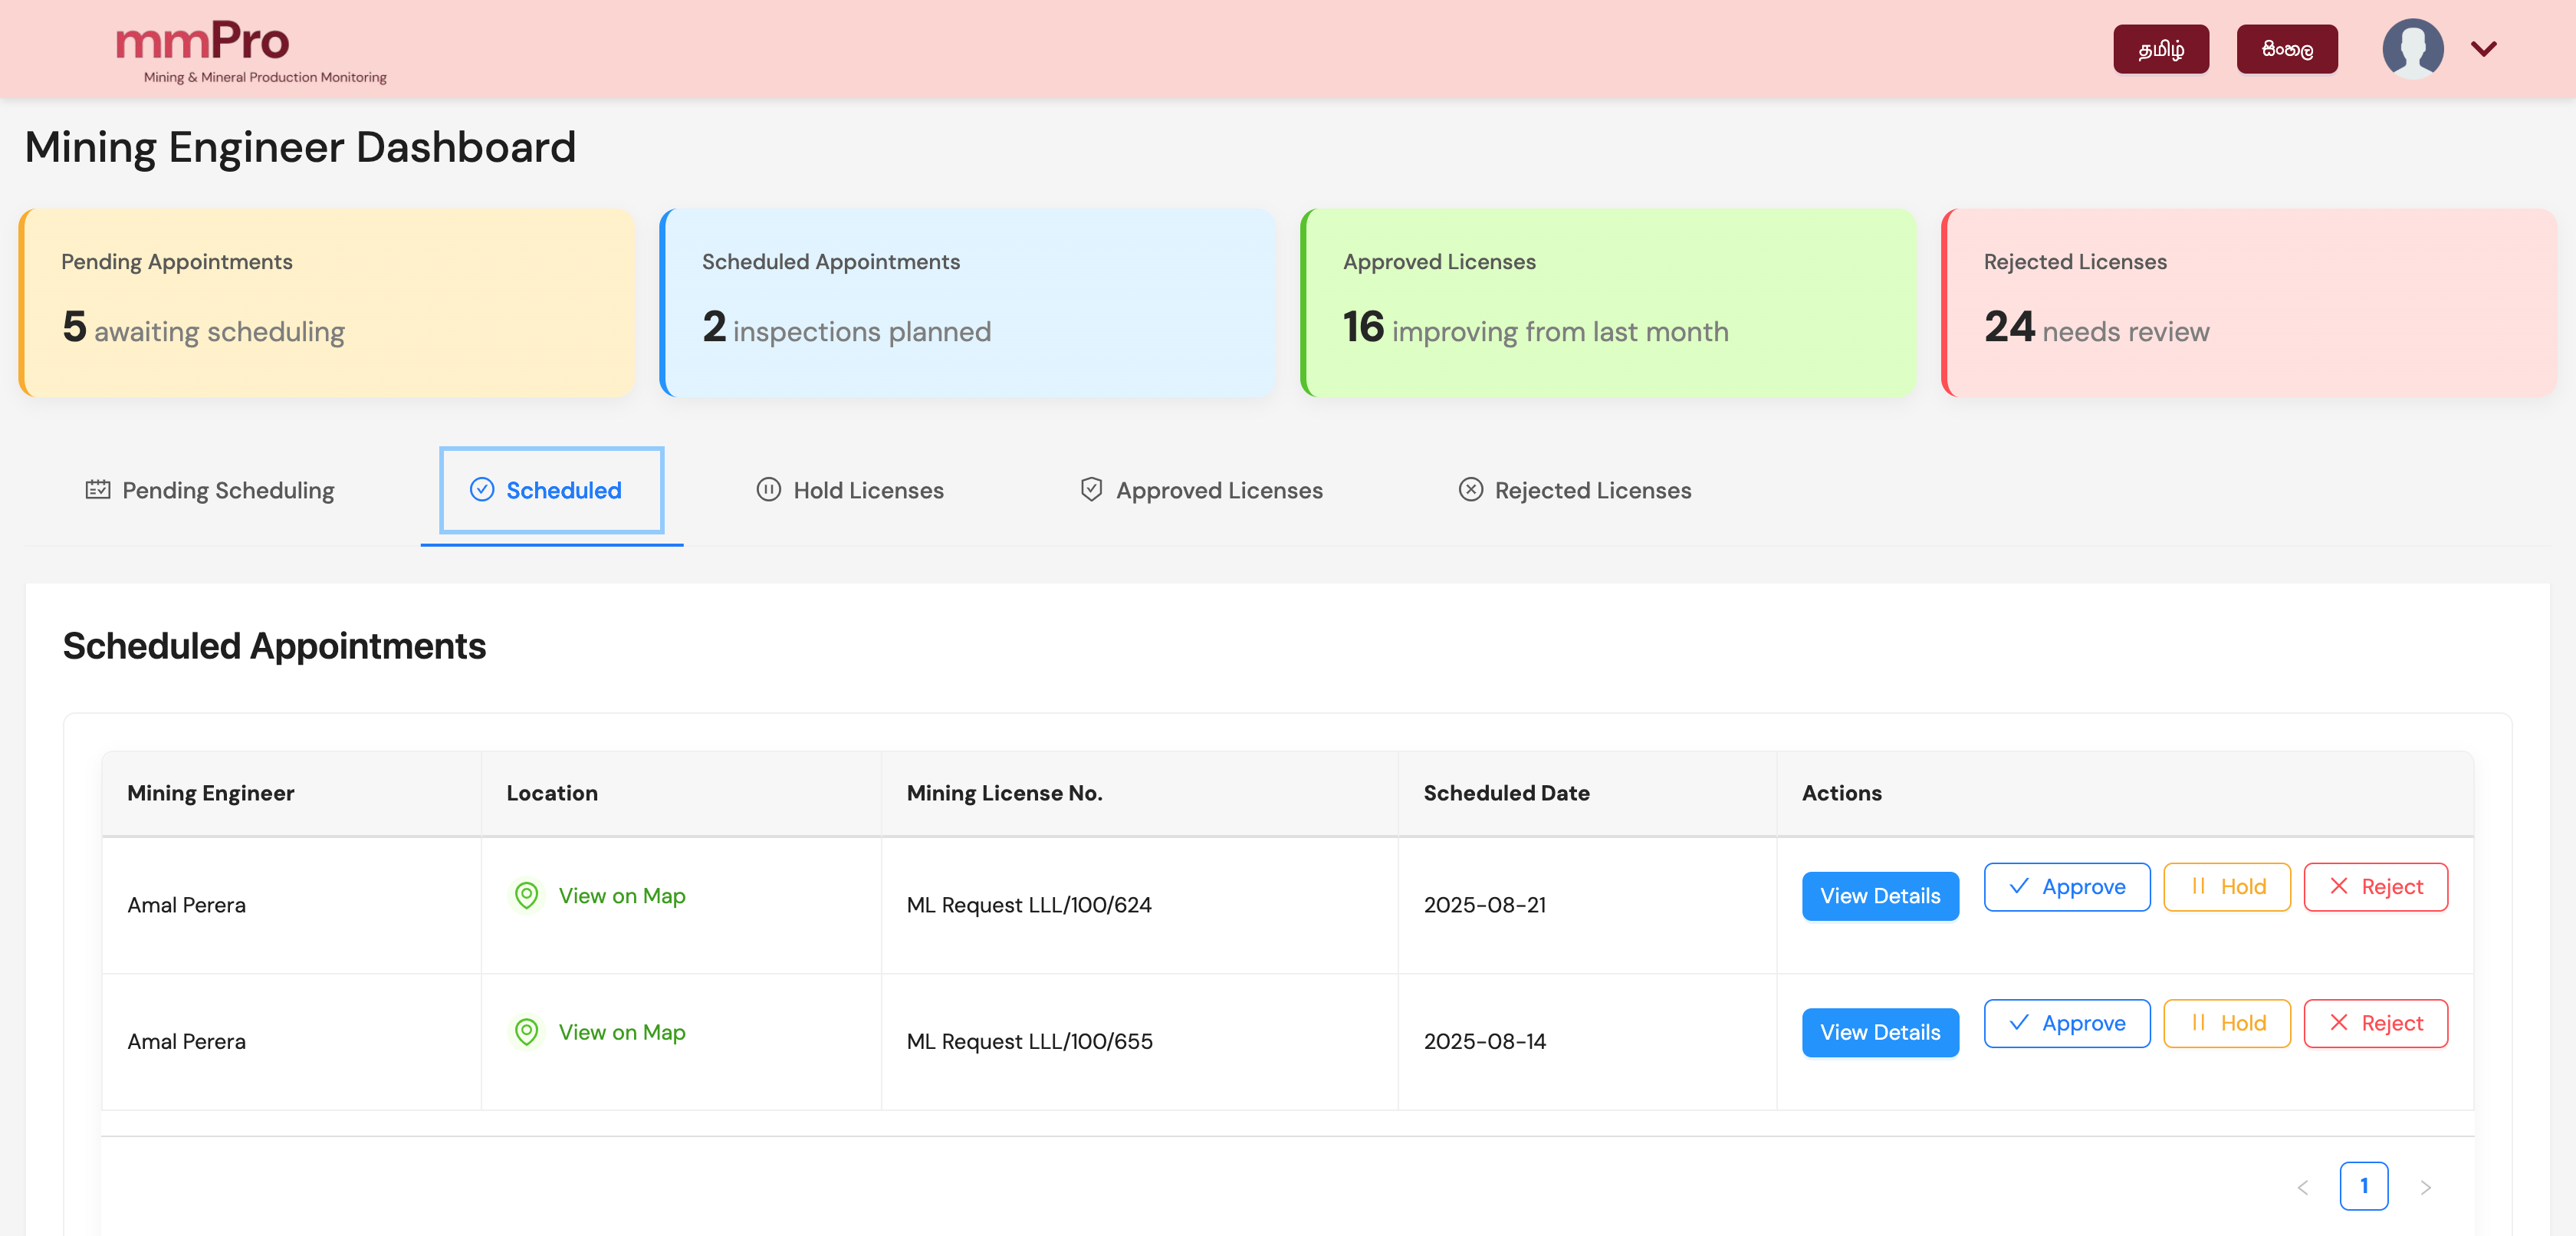 mmPro
Mining & Mineral Production Monitoring
தமிழ்
සිංහල
Mining Engineer Dashboard
Pending Appointments
5 awaiting scheduling
Scheduled Appointments
2 inspections planned
Approved Licenses
16 improving from last month
Rejected Licenses
24 needs review
Pending Scheduling
Scheduled
Hold Licenses
Approved Licenses
Rejected Licenses
Scheduled Appointments
Mining Engineer Location Mining License No. Scheduled Date Actions
Amal Perera View on Map ML Request LLL/100/624 2025-08-21 View Details Approve Hold Reject
Amal Perera View on Map ML Request LLL/100/655 2025-08-14 View Details Approve Hold Reject
1